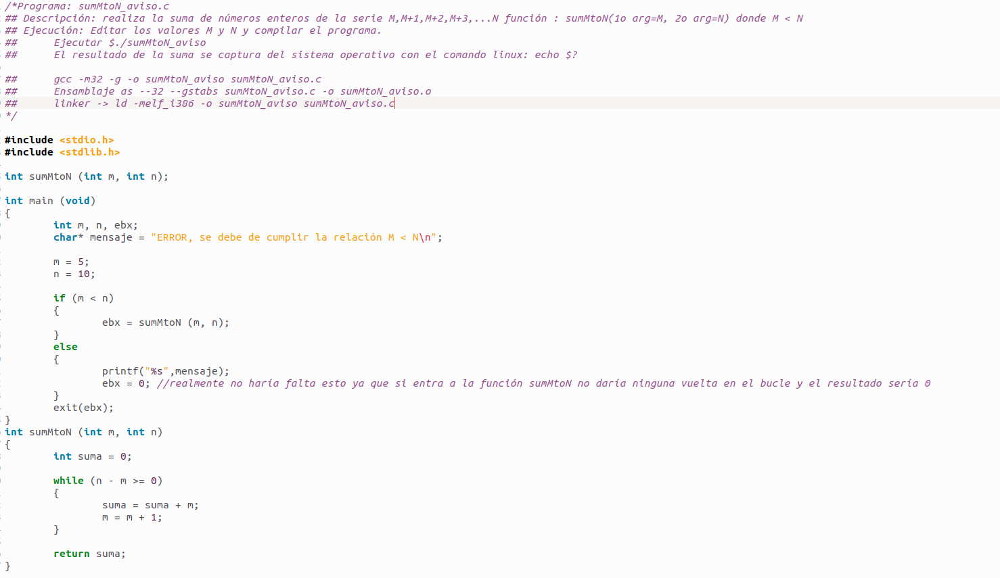 /*Programa: sumMtoN_aviso.c
## Descripción: realiza la suma de números enteros de la serie M,M+1,M+2,M+3,...N función : sumMtoN(1o arg=M, 2o arg=N) donde M < N
## Ejecución: Editar los valores M y N y compilar el programa.
##      Ejecutar $./sumMtoN_aviso
##      El resultado de la suma se captura del sistema operativo con el comando linux: echo $?
##      gcc -m32 -g -o sumMtoN_aviso sumMtoN_aviso.c
##      Ensamblaje as --32 --gstabs sumMtoN_aviso.c -o sumMtoN_aviso.o
##      linker -> ld -melf_i386 -o sumMtoN_aviso sumMtoN_aviso.c
*/
#include <stdio.h>
#include <stdlib.h>
int sumMtoN (int m, int n);
int main (void)
{
        int m, n, ebx;
        char* mensaje = "ERROR, se debe de cumplir la relación M < N\n";
        m = 5;
        n = 10;
        if (m < n)
        {
                ebx = sumMtoN (m, n);
        }
        else
        {
                printf("%s",mensaje);
                ebx = 0; //realmente no haría falta esto ya que si entra a la función sumMtoN no daría ninguna vuelta en el bucle y el resultado sería 0
        }
        exit(ebx);
}
int sumMtoN (int m, int n)
{
        int suma = 0;
        while (n - m >= 0)
        {
                suma = suma + m;
                m = m + 1;
        }
        return suma;
}